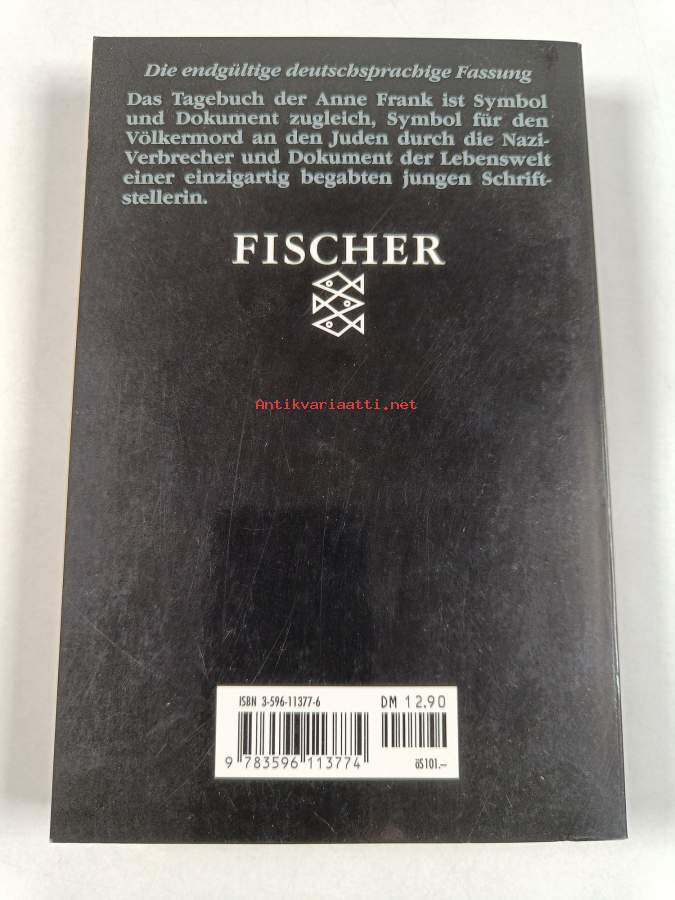 Die endgültige deutschsprachige Fassung
Das Tagebuch der Anne Frank ist Symbol
und Dokument zugleich, Symbol für den
Völkermord an den Juden durch die Nazi-
Verbrecher und Dokument der Lebenswelt
einer einzigartig begabten jungen Schrift-
stellerin.
FISCHER
Antikvariaatti.net
ISBN 3-596-11377-6
DM 12.90
9 783596 113774
öS101.–